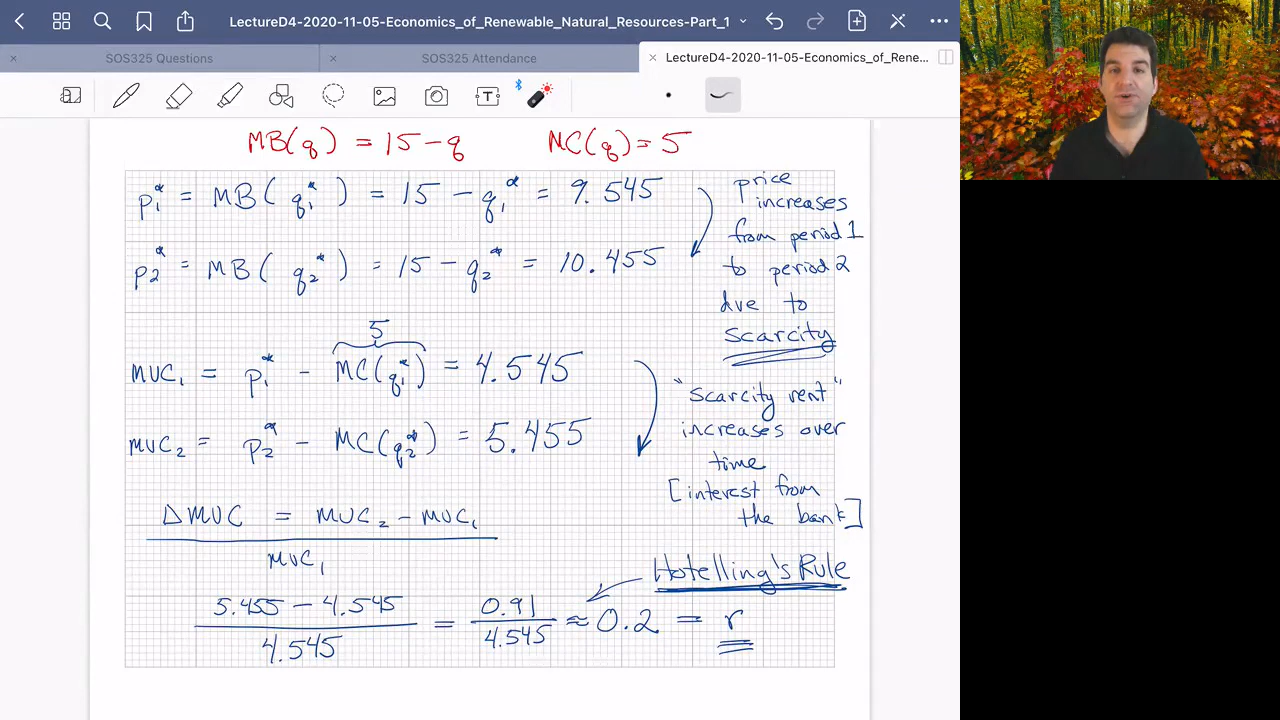 LectureD4-2020-11-05-Economics_of_Renewable_Natural_Resources-Part_1
SOS325 Questions
SOS325 Attendance
LectureD4-2020-11-05-Economics_of_Rene...
MB(q) = 15 - q MC(q) = 5
p₁* = MB(q₁*) = 15 - q₁* = 9.545
p₂* = MB(q₂*) = 15 - q₂* = 10.455
price
increases
from period 1
to period 2
due to
scarcity
5
MUC₁ = p₁* - MC(q₁*) = 4.545
MUC₂ = p₂* - MC(q₂*) = 5.455
"scarcity rent"
increases over
time
[interest from
the bank]
ΔMUC = MUC₂ - MUC₁
MUC₁
Hotelling's Rule
5.455 - 4.545
4.545
= 0.91
4.545
≈ 0.2 = r